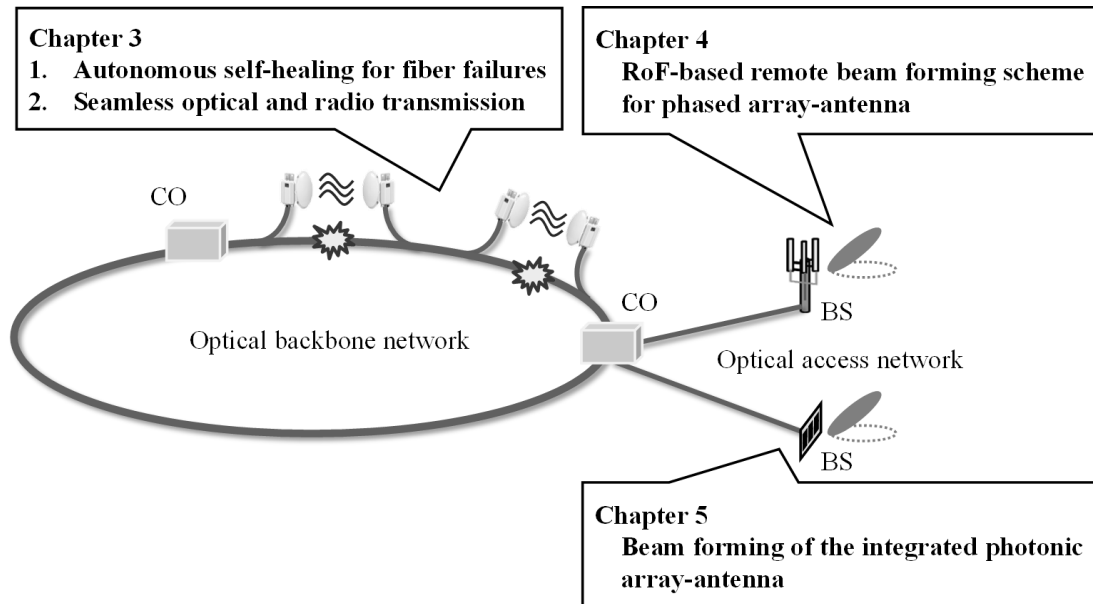 Chapter 3
1. Autonomous self-healing for fiber failures
2. Seamless optical and radio transmission
Chapter 4
RoF-based remote beam forming scheme
for phased array-antenna
CO
CO
BS
Optical backbone network
Optical access network
BS
Chapter 5
Beam forming of the integrated photonic
array-antenna